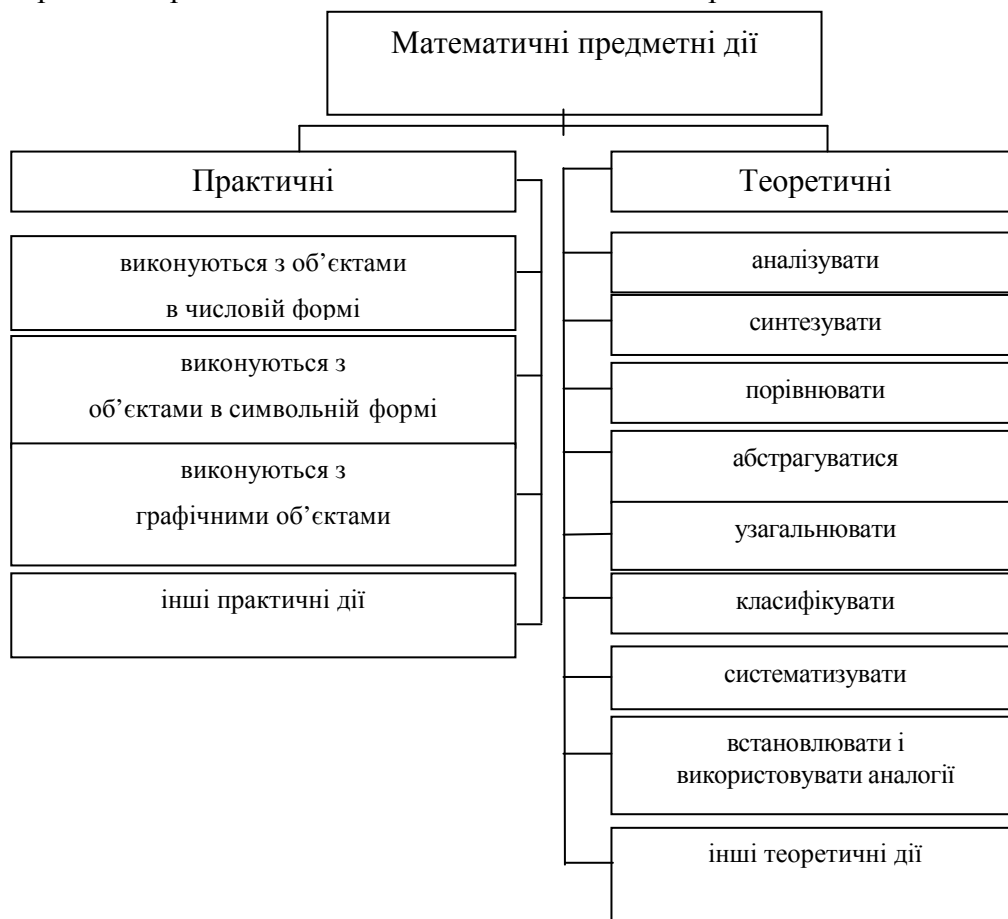 Математичні предметні дії
Практичні
виконуються з об’єктами
в числовій формі
виконуються з
об’єктами в символьній формі
виконуються з
графічними об’єктами
інші практичні дії
Теоретичні
аналізувати
синтезувати
порівнювати
абстрагуватися
узагальнювати
класифікувати
систематизувати
встановлювати і
використовувати аналогії
інші теоретичні дії